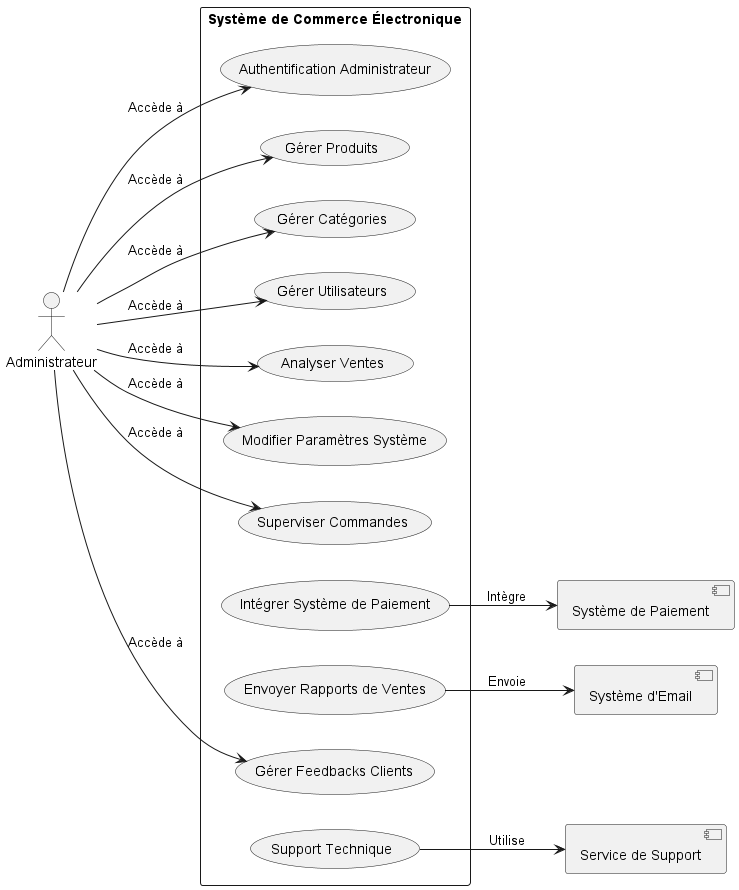 Système de Commerce Électronique
Authentification Administrateur
Accède à
Gérer Produits
Accède à
Gérer Catégories
Accède à
Gérer Utilisateurs
Accède à
Administrateur
Accède à
Analyser Ventes
Accède à
Modifier Paramètres Système
Accède à
Superviser Commandes
Intégrer Système de Paiement
Intègre
Système de Paiement
Envoyer Rapports de Ventes
Envoie
Système d'Email
Accède à
Gérer Feedbacks Clients
Support Technique
Utilise
Service de Support